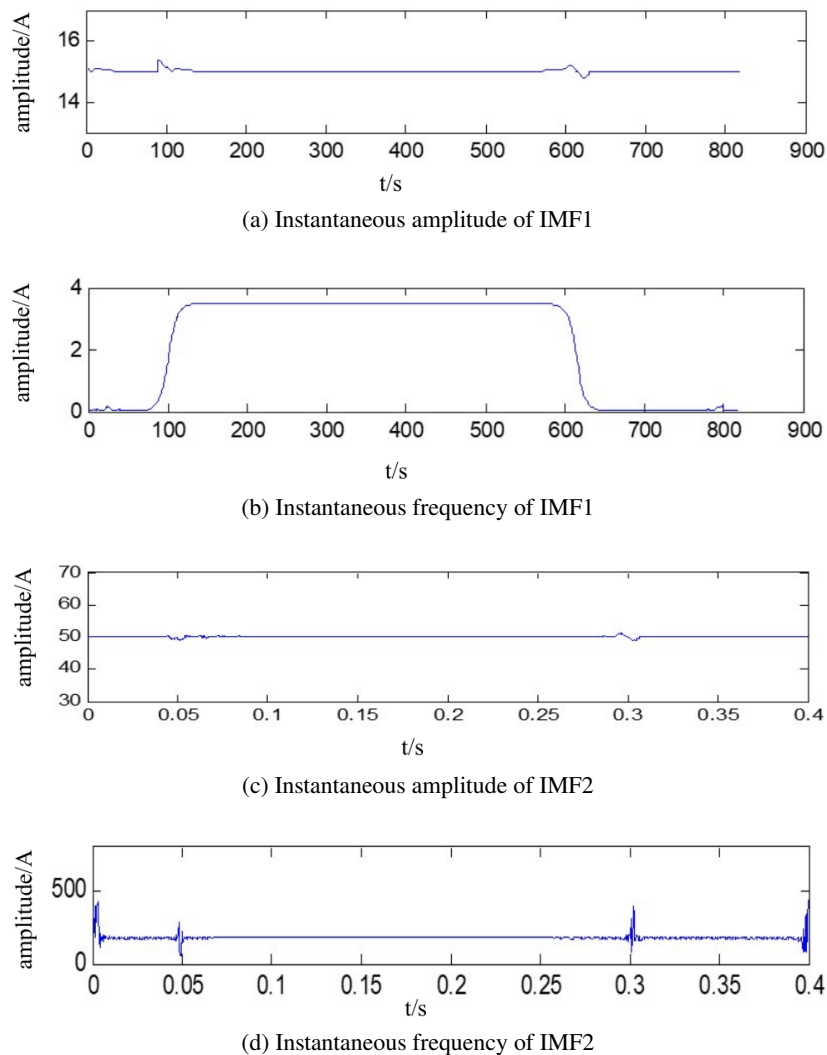 amplitude/A
16
14
0 100 200 300 400 500 600 700 800 900
t/s
(a) Instantaneous amplitude of IMF1
amplitude/A
4
2
0
0 100 200 300 400 500 600 700 800 900
t/s
(b) Instantaneous frequency of IMF1
amplitude/A
70
60
50
40
30
0 0.05 0.1 0.15 0.2 0.25 0.3 0.35 0.4
t/s
(c) Instantaneous amplitude of IMF2
amplitude/A
500
0
0 0.05 0.1 0.15 0.2 0.25 0.3 0.35 0.4
t/s
(d) Instantaneous frequency of IMF2